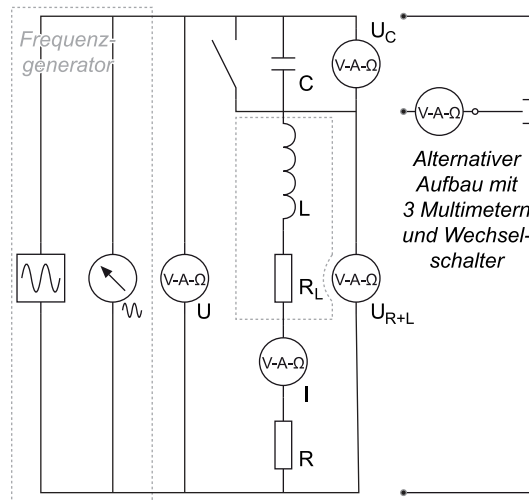 Frequenz-
generator
U_C
V-A-Ω
C
V-A-Ω
Alternativer
Aufbau mit
3 Multimetern
und Wechsel-
schalter
L
V-A-Ω
U
R_L
V-A-Ω
U_R+L
V-A-Ω
I
R